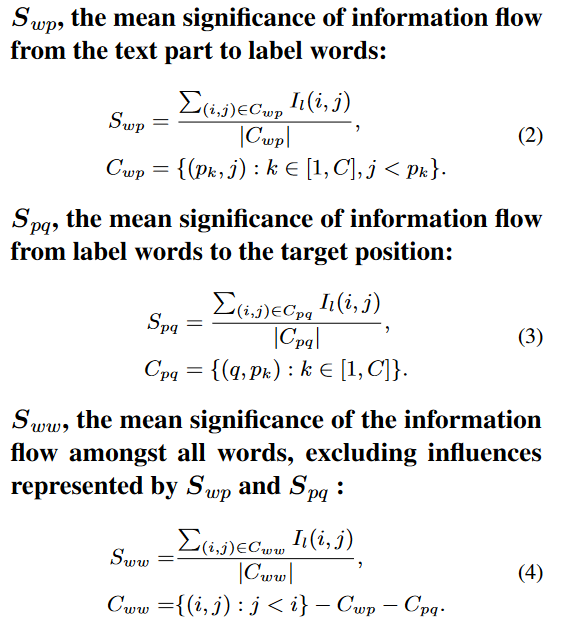 S_{wp}, the mean significance of information flow
from the text part to label words:
S_{wp} = \frac{\sum_{(i,j)\in C_{wp}} I_l(i,j)}{|C_{wp}|}, (2)
C_{wp} = \{(p_k, j) : k \in [1, C], j < p_k\}.
S_{pq}, the mean significance of information flow
from label words to the target position:
S_{pq} = \frac{\sum_{(i,j)\in C_{pq}} I_l(i,j)}{|C_{pq}|}, (3)
C_{pq} = \{(q, p_k) : k \in [1, C]\}.
S_{ww}, the mean significance of the information
flow amongst all words, excluding influences
represented by S_{wp} and S_{pq} :
S_{ww} = \frac{\sum_{(i,j)\in C_{ww}} I_l(i,j)}{|C_{ww}|}, (4)
C_{ww} = \{(i, j) : j < i\} - C_{wp} - C_{pq}.